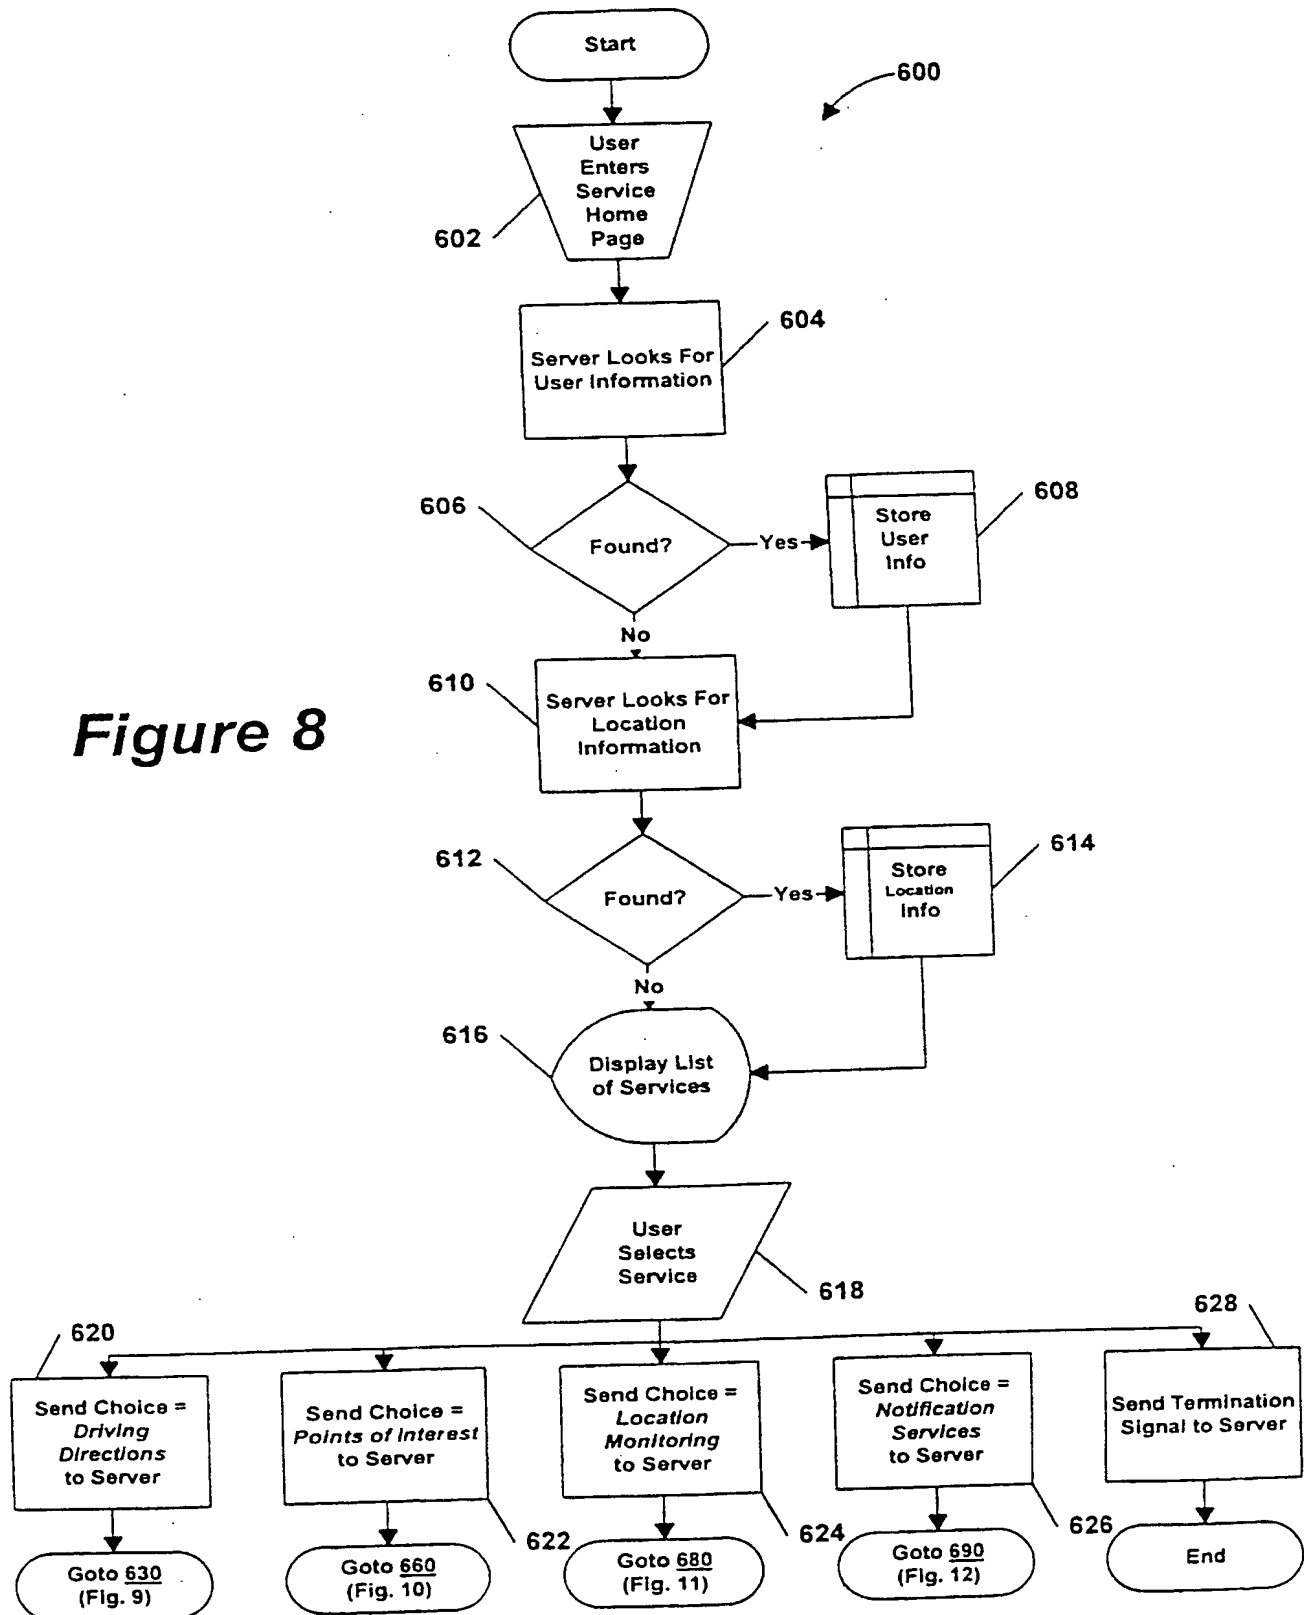 Start
600
User
Enters
Service
Home
Page
602
604
Server Looks For
User Information
606
Found?
Yes
608
Store
User
Info
No
610
Server Looks For
Location
Information
Figure 8
612
Found?
Yes
614
Store
Location
Info
No
616
Display List
of Services
User
Selects
Service
618
620
628
Send Choice =
Driving
Directions
to Server
Send Choice =
Points of Interest
to Server
Send Choice =
Location
Monitoring
to Server
Send Choice =
Notification
Services
to Server
Send Termination
Signal to Server
622
624
626
Goto 630
(Fig. 9)
Goto 660
(Fig. 10)
Goto 680
(Fig. 11)
Goto 690
(Fig. 12)
End